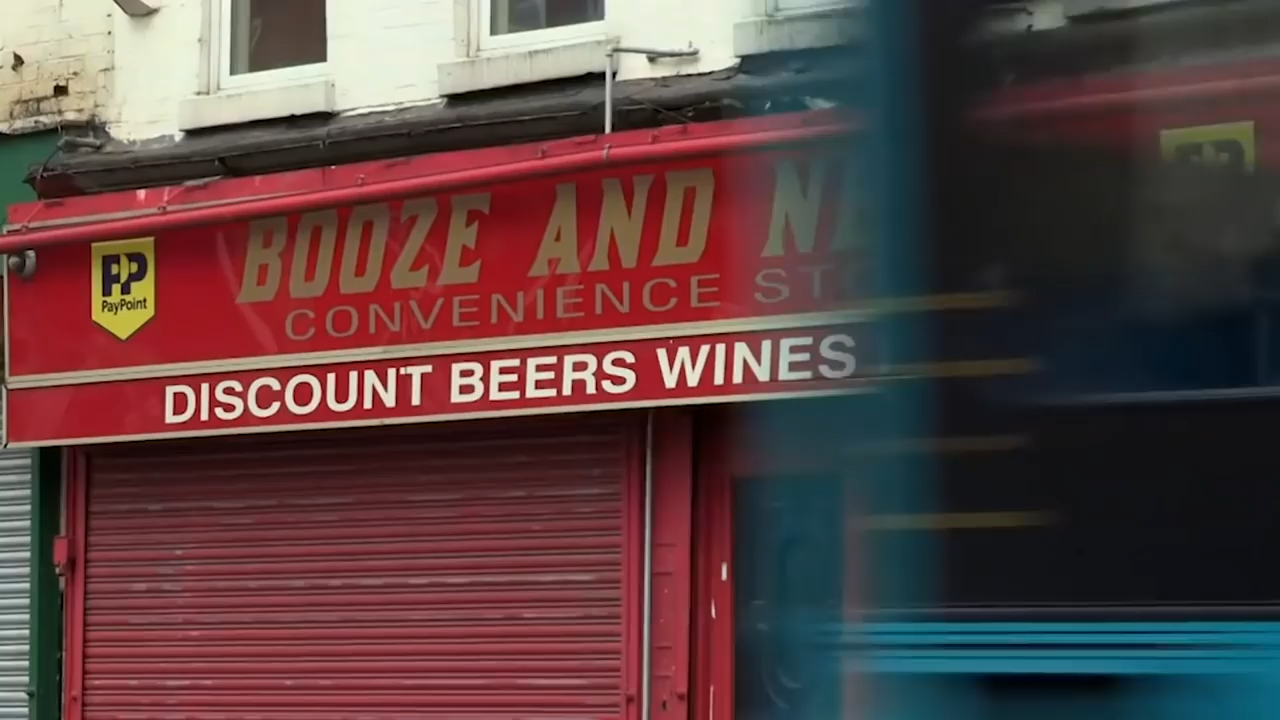 BOOZE AND
CONVENIENCE
PP
PayPoint
DISCOUNT BEERS WINES